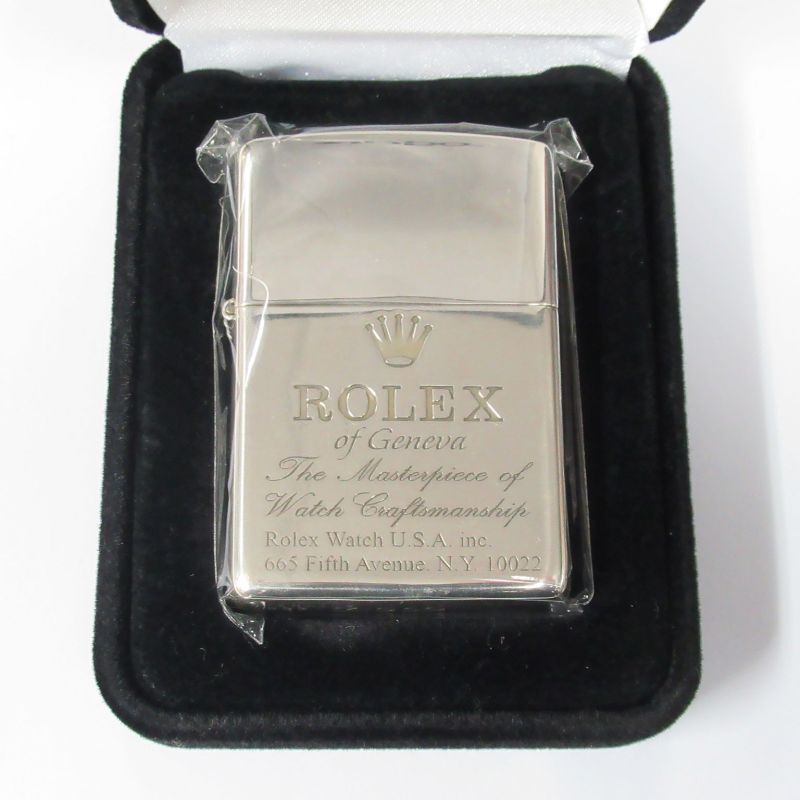 ROLEX
of Geneva
The Masterpiece of
Watch Craftsmanship
Rolex Watch U.S.A. inc.
665 Fifth Avenue. N.Y. 10022